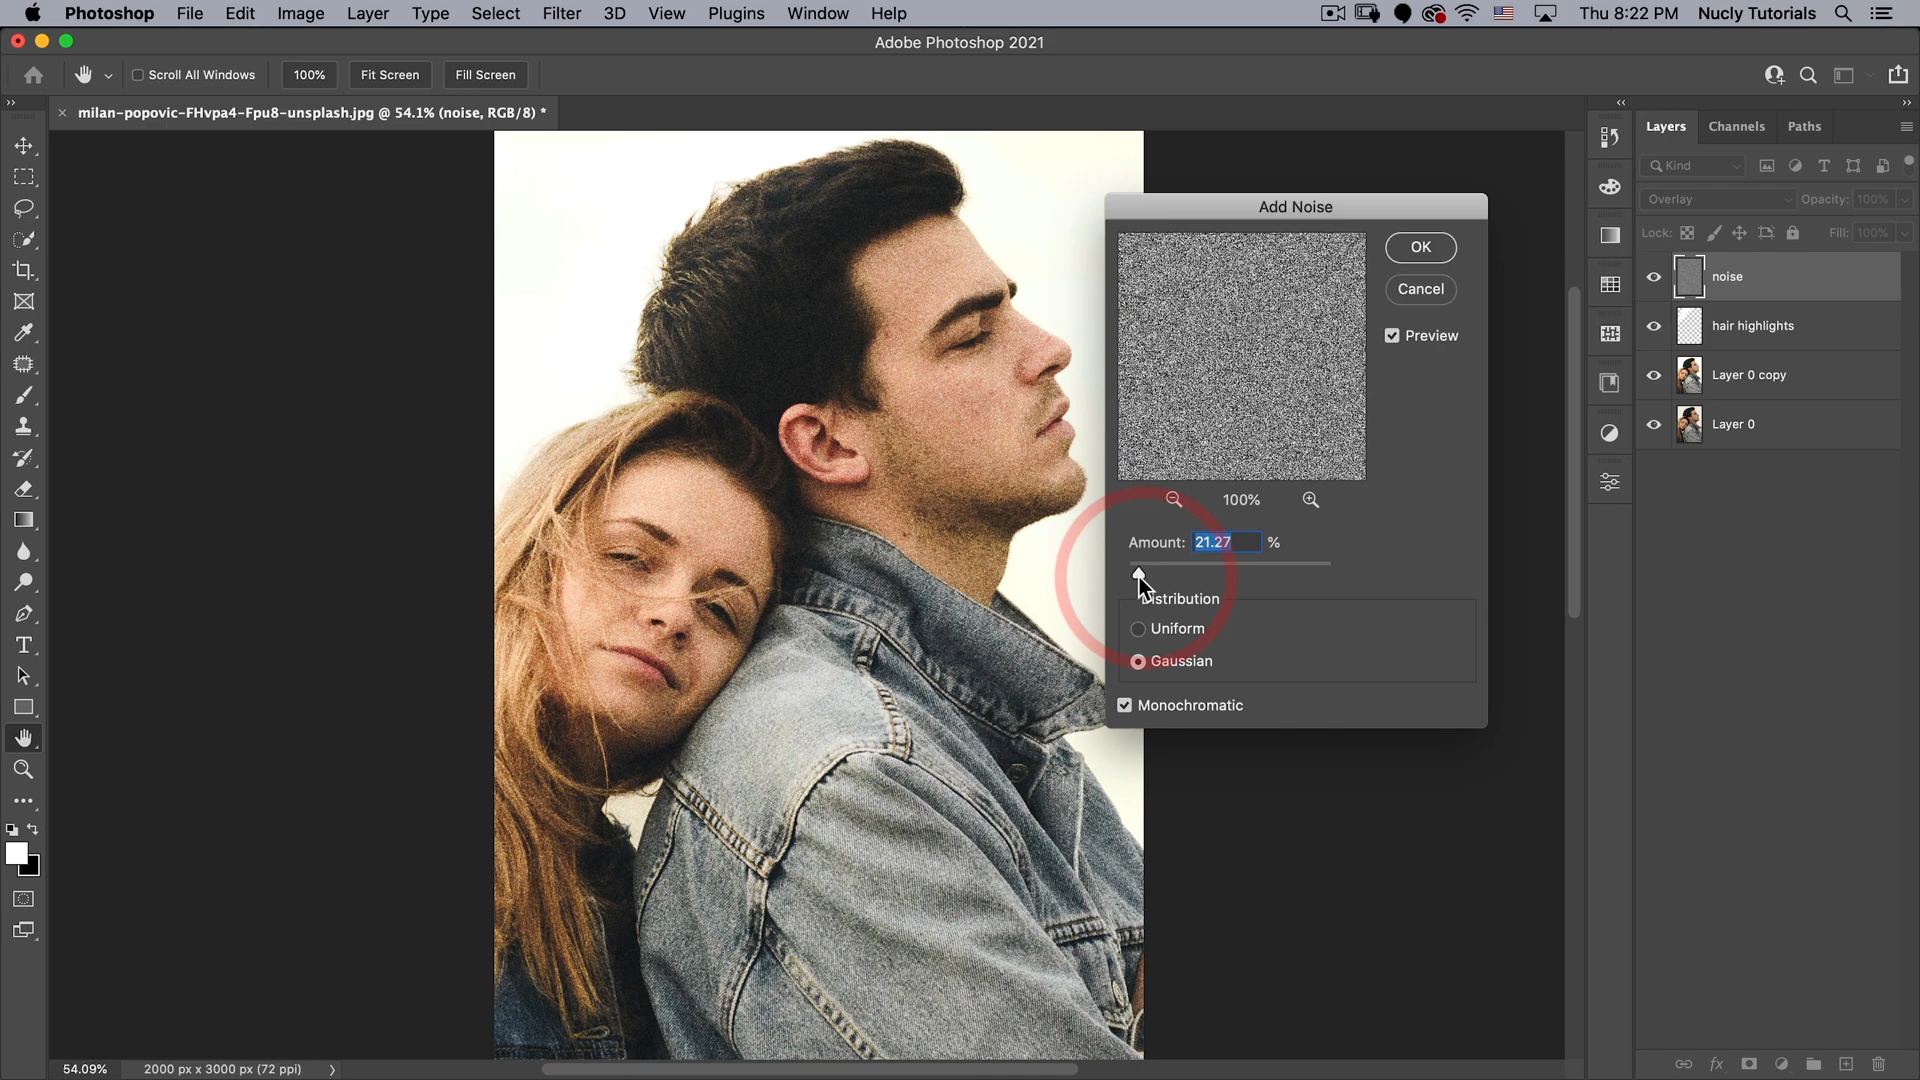 Photoshop File Edit Image Layer Type Select Filter 3D View Plugins Window Help Thu 8:22 PM Nucly Tutorials
Adobe Photoshop 2021
Scroll All Windows 100% Fit Screen Fill Screen
milan-popovic-FHvpa4-Fpu8-unsplash.jpg @ 54.1% (noise, RGB/8) *
Layers Channels Paths
Kind
Overlay Opacity: 100%
Lock: Fill: 100%
noise
hair highlights
Layer 0 copy
Layer 0
Add Noise
OK
Cancel
Preview
100%
Amount: 21.27 %
Distribution
Uniform
Gaussian
Monochromatic
54.09% 2000 px x 3000 px (72 ppi)